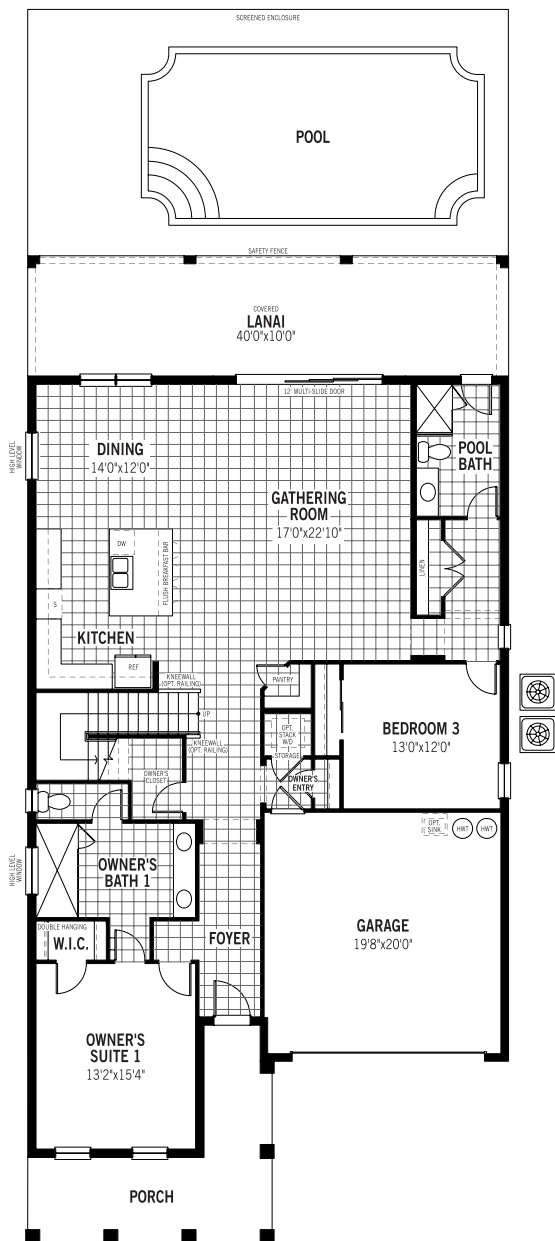 SCREENED ENCLOSURE
POOL
SAFETY FENCE
COVERED
LANAI
40'0"x10'0"
12' MULTI-SLIDE DOOR
HIGH LEVEL
WINDOW
DINING
14'0"x12'0"
POOL
BATH
GATHERING
ROOM
17'0"x22'10"
DW
FLUSH BREAKFAST BAR
LINEN
S
KITCHEN
REF
KNEEWALL
(OPT. RAILING)
PANTRY
UP
OPT.
STACK
W/D
STORAGE
BEDROOM 3
13'0"x12'0"
KNEEWALL
(OPT. RAILING)
OWNER'S
CLOSET
OWNER'S
ENTRY
OPT.
SINK
HWT
HWT
HIGH LEVEL
WINDOW
OWNER'S
BATH 1
DOUBLE HANGING
W.I.C.
FOYER
GARAGE
19'8"x20'0"
OWNER'S
SUITE 1
13'2"x15'4"
PORCH